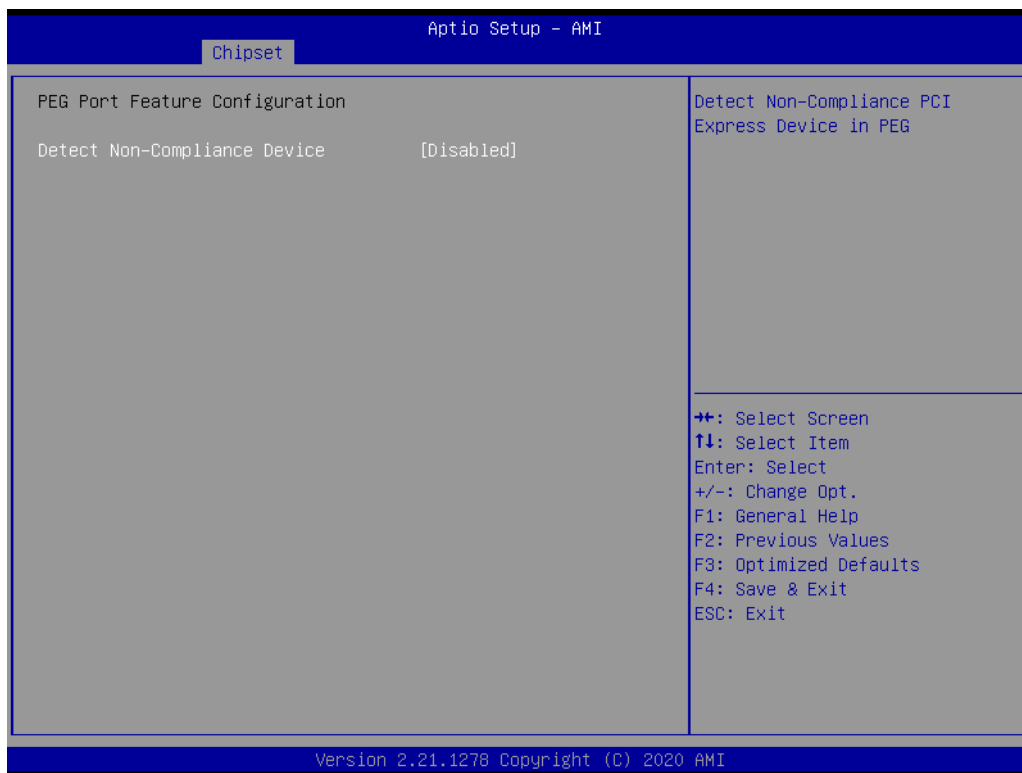 Aptio Setup – AMI
Chipset
PEG Port Feature Configuration
Detect Non-Compliance Device [Disabled]
Detect Non-Compliance PCI
Express Device in PEG
→←: Select Screen
↑↓: Select Item
Enter: Select
+/-: Change Opt.
F1: General Help
F2: Previous Values
F3: Optimized Defaults
F4: Save & Exit
ESC: Exit
Version 2.21.1278 Copyright (C) 2020 AMI